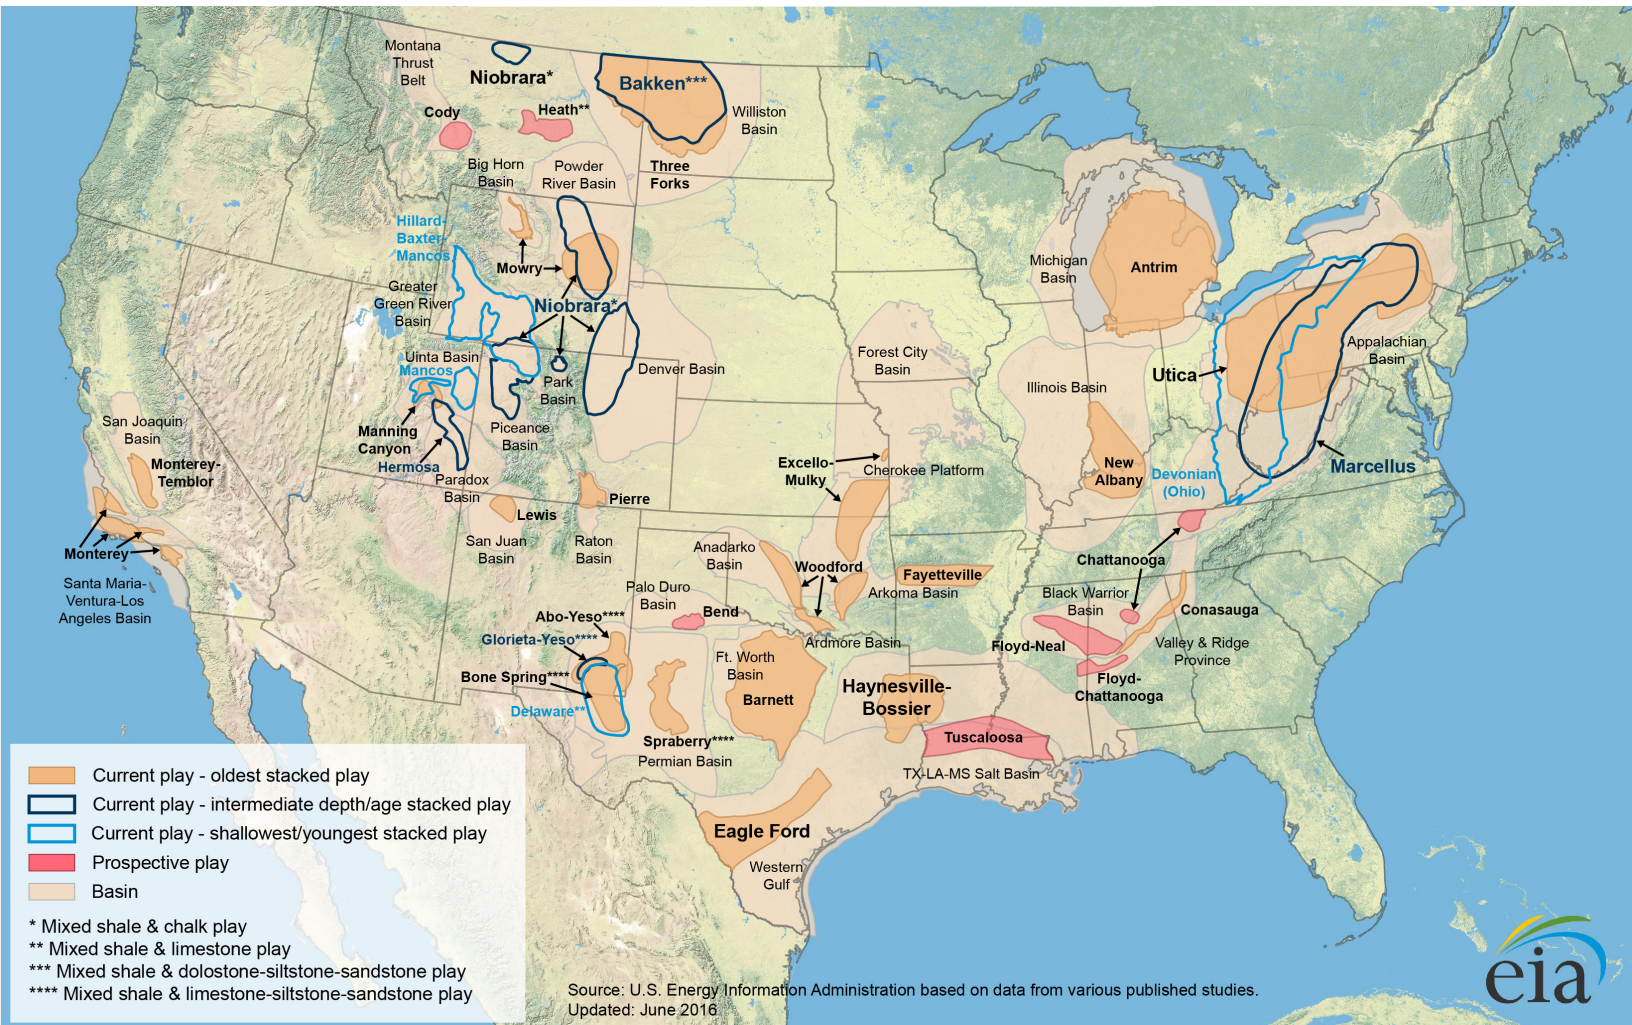 Montana
Thrust
Belt
Niobrara*
Bakken***
Cody
Heath**
Williston
Basin
Big Horn
Basin
Powder
River Basin
Three
Forks
Hillard-
Baxter-
Mancos
Mowry
Greater
Green River
Basin
Niobrara*
Michigan
Basin
Antrim
Uinta Basin
Mancos
Park
Basin
Denver Basin
Forest City
Basin
Illinois Basin
Utica
Appalachian
Basin
San Joaquin
Basin
Manning
Canyon
Hermosa
Piceance
Basin
Monterey-
Temblor
Paradox
Basin
Excello-
Mulky
Cherokee Platform
New
Albany
Devonian
(Ohio)
Marcellus
Pierre
Lewis
Monterey
San Juan
Basin
Raton
Basin
Anadarko
Basin
Woodford
Fayetteville
Arkoma Basin
Chattanooga
Santa Maria-
Ventura-Los
Angeles Basin
Palo Duro
Basin
Bend
Black Warrior
Basin
Conasauga
Abo-Yeso****
Glorieta-Yeso****
Ardmore Basin
Floyd-Neal
Valley & Ridge
Province
Bone Spring****
Ft. Worth
Basin
Barnett
Haynesville-
Bossier
Floyd-
Chattanooga
Delaware**
Spraberry****
Permian Basin
Tuscaloosa
TX-LA-MS Salt Basin
Eagle Ford
Western
Gulf
Current play - oldest stacked play
Current play - intermediate depth/age stacked play
Current play - shallowest/youngest stacked play
Prospective play
Basin
* Mixed shale & chalk play
** Mixed shale & limestone play
*** Mixed shale & dolostone-siltstone-sandstone play
**** Mixed shale & limestone-siltstone-sandstone play
Source: U.S. Energy Information Administration based on data from various published studies.
Updated: June 2016
eia